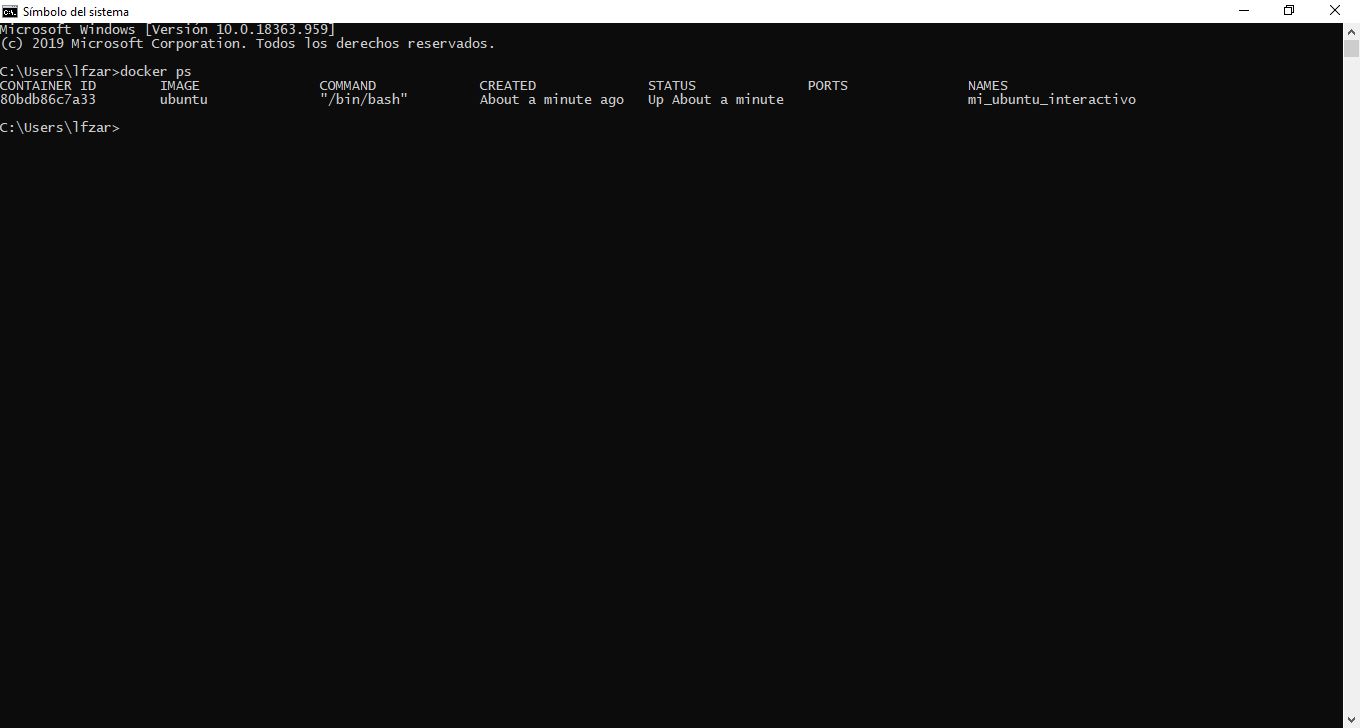 Símbolo del sistema
Microsoft Windows [Versión 10.0.18363.959]
(c) 2019 Microsoft Corporation. Todos los derechos reservados.
C:\Users\lfzar>docker ps
CONTAINER ID        IMAGE               COMMAND             CREATED              STATUS              PORTS               NAMES
80bdb86c7a33        ubuntu              "/bin/bash"         About a minute ago   Up About a minute                       mi_ubuntu_interactivo
C:\Users\lfzar>